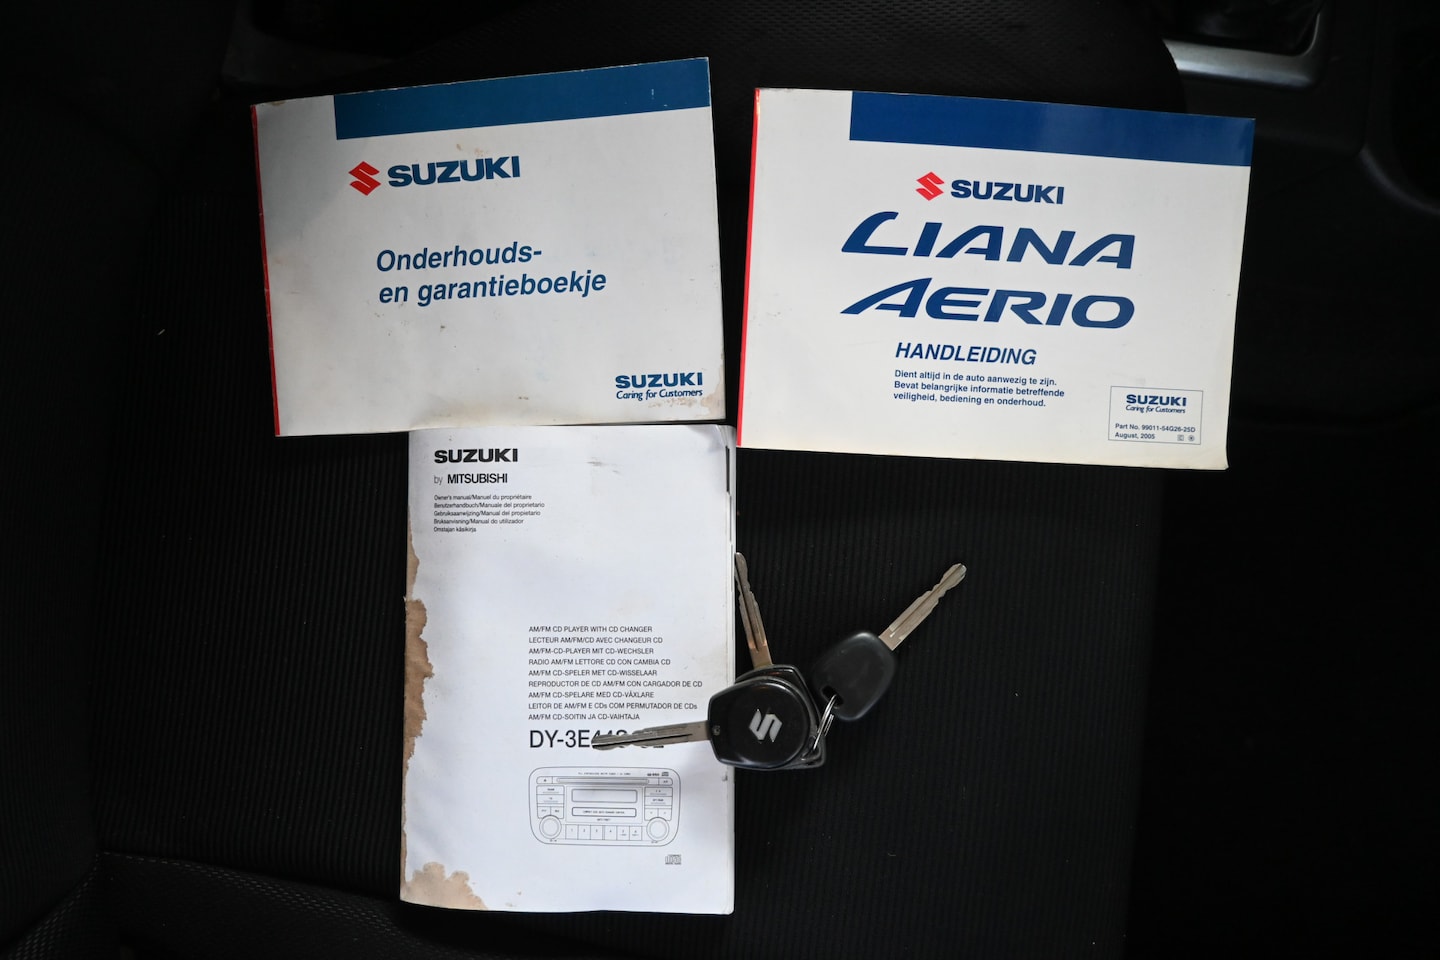 SUZUKI
Onderhouds-
en garantieboekje
SUZUKI
Caring for Customers
SUZUKI
LIANA
AERIO
HANDLEIDING
Dient altijd in de auto aanwezig te zijn.
Bevat belangrijke informatie betreffende
veiligheid, bediening en onderhoud.
SUZUKI
Caring for Customers
Part No. 99011-54G26-25D
August, 2005
SUZUKI
by MITSUBISHI
Owner's manual/Manuel du propriétaire
Benutzerhandbuch/Manuale del proprietario
Gebruiksaanwijzing/Manual del propietario
Bruksanvisning/Manual do utilizador
Omistajan käsikirja
AM/FM CD PLAYER WITH CD CHANGER
LECTEUR AM/FM/CD AVEC CHANGEUR CD
AM/FM-CD-PLAYER MIT CD-WECHSLER
RADIO AM/FM LETTORE CD CON CAMBIA CD
AM/FM CD-SPELER MET CD-WISSELAAR
REPRODUCTOR DE CD AM/FM CON CARGADOR DE CD
AM/FM CD-SPELARE MED CD-VÄXLARE
LEITOR DE AM/FM E CDs COM PERMUTADOR DE CDs
AM/FM CD-SOITIN JA CD-VAIHTAJA